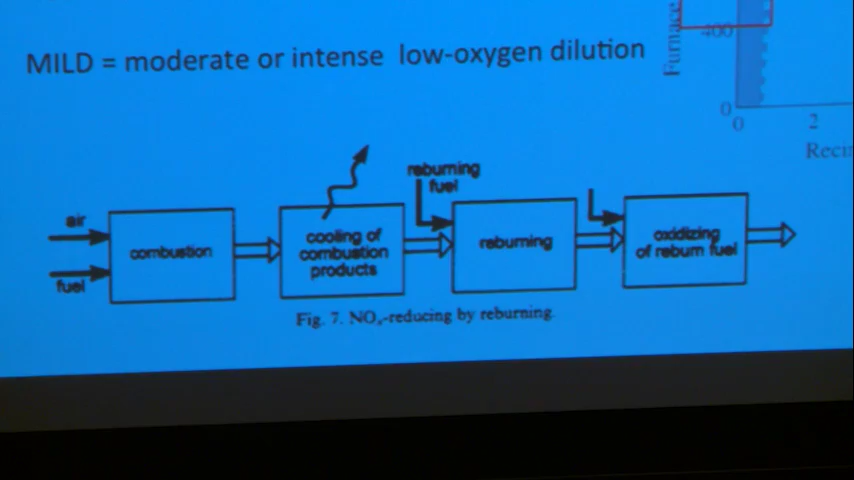 Furnace
400
0
0
2
Recir
MILD = moderate or intense low-oxygen dilution
air
fuel
combustion
cooling of
combustion
products
reburning
fuel
reburning
oxidizing
of reburn fuel
Fig. 7. NOx-reducing by reburning.